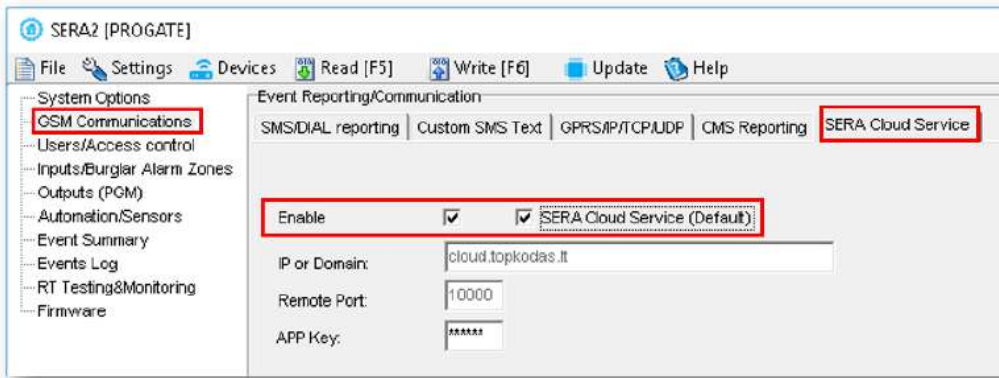 SERA2 [PROGATE]
File Settings Devices Read [F5] Write [F6] Update Help
System Options
GSM Communications
Users/Access control
Inputs/Burglar Alarm Zones
Outputs (PGM)
Automation/Sensors
Event Summary
Events Log
RT Testing&Monitoring
Firmware
Event Reporting/Communication
SMS/DIAL reporting Custom SMS Text GPRS/IP/TCP/UDP CMS Reporting SERA Cloud Service
Enable SERA Cloud Service (Default)
IP or Domain: cloud.topkodas.lt
Remote Port: 10000
APP Key: ******